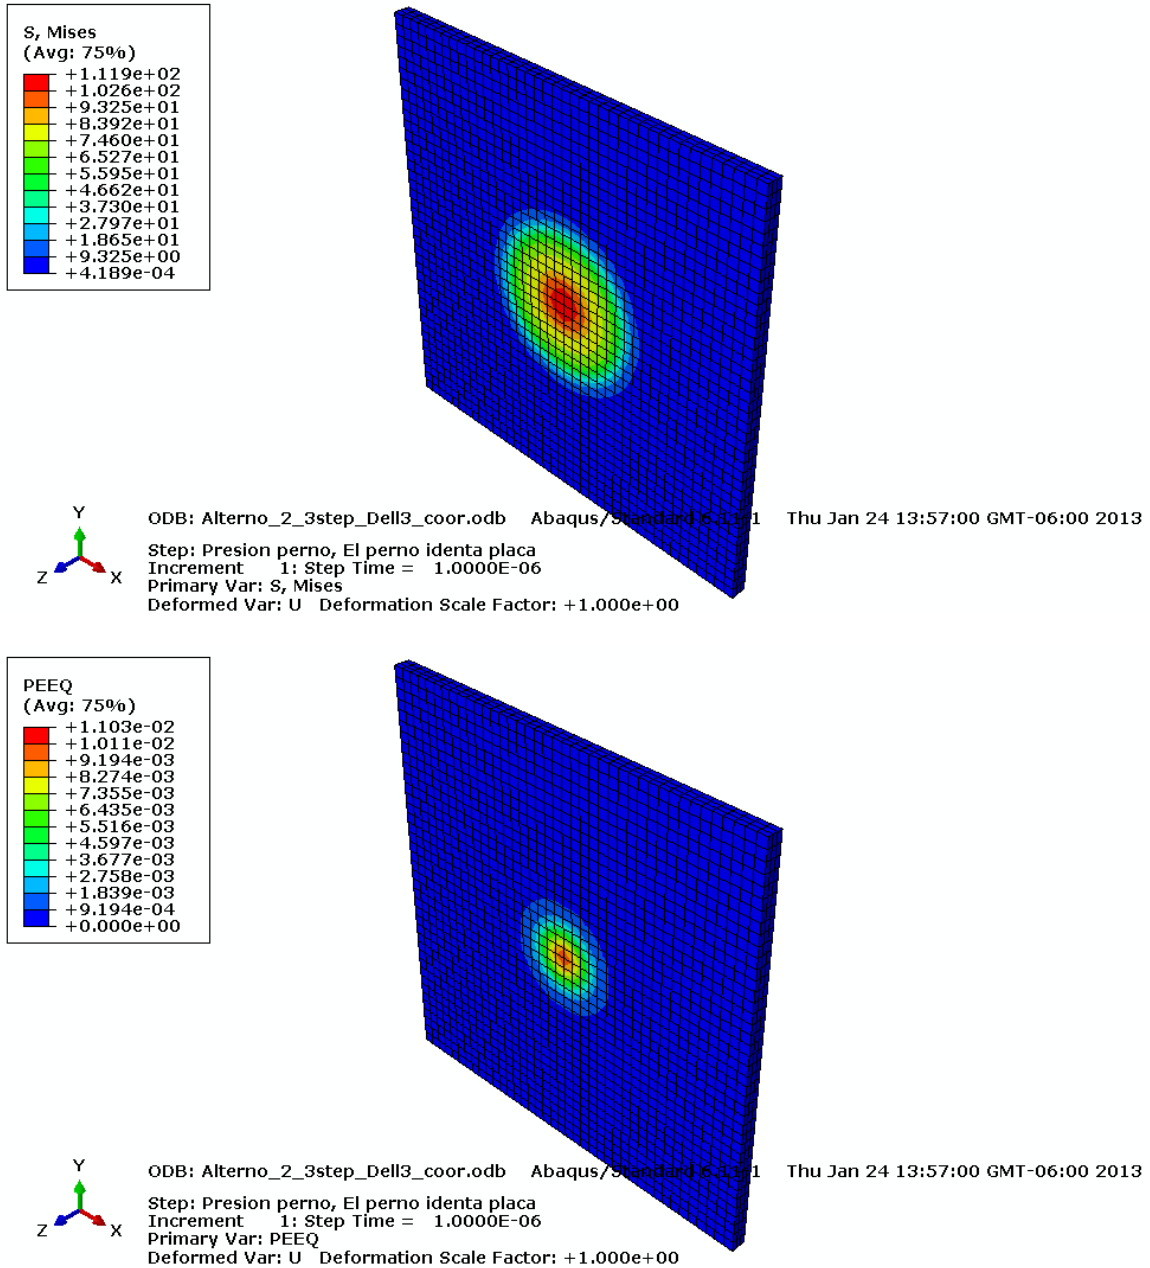 S, Mises
(Avg: 75%)
+1.119e+02
+1.026e+02
+9.325e+01
+8.392e+01
+7.460e+01
+6.527e+01
+5.595e+01
+4.662e+01
+3.730e+01
+2.797e+01
+1.865e+01
+9.325e+00
+4.189e-04
Y
Z
X
ODB: Alterno_2_3step_Dell3_coor.odb Abaqus/Standard 6.11-1 Thu Jan 24 13:57:00 GMT-06:00 2013
Step: Presion perno, El perno identa placa
Increment 1: Step Time = 1.0000E-06
Primary Var: S, Mises
Deformed Var: U Deformation Scale Factor: +1.000e+00
PEEQ
(Avg: 75%)
+1.103e-02
+1.011e-02
+9.194e-03
+8.274e-03
+7.355e-03
+6.435e-03
+5.516e-03
+4.597e-03
+3.677e-03
+2.758e-03
+1.839e-03
+9.194e-04
+0.000e+00
Y
Z
X
ODB: Alterno_2_3step_Dell3_coor.odb Abaqus/Standard 6.11-1 Thu Jan 24 13:57:00 GMT-06:00 2013
Step: Presion perno, El perno identa placa
Increment 1: Step Time = 1.0000E-06
Primary Var: PEEQ
Deformed Var: U Deformation Scale Factor: +1.000e+00